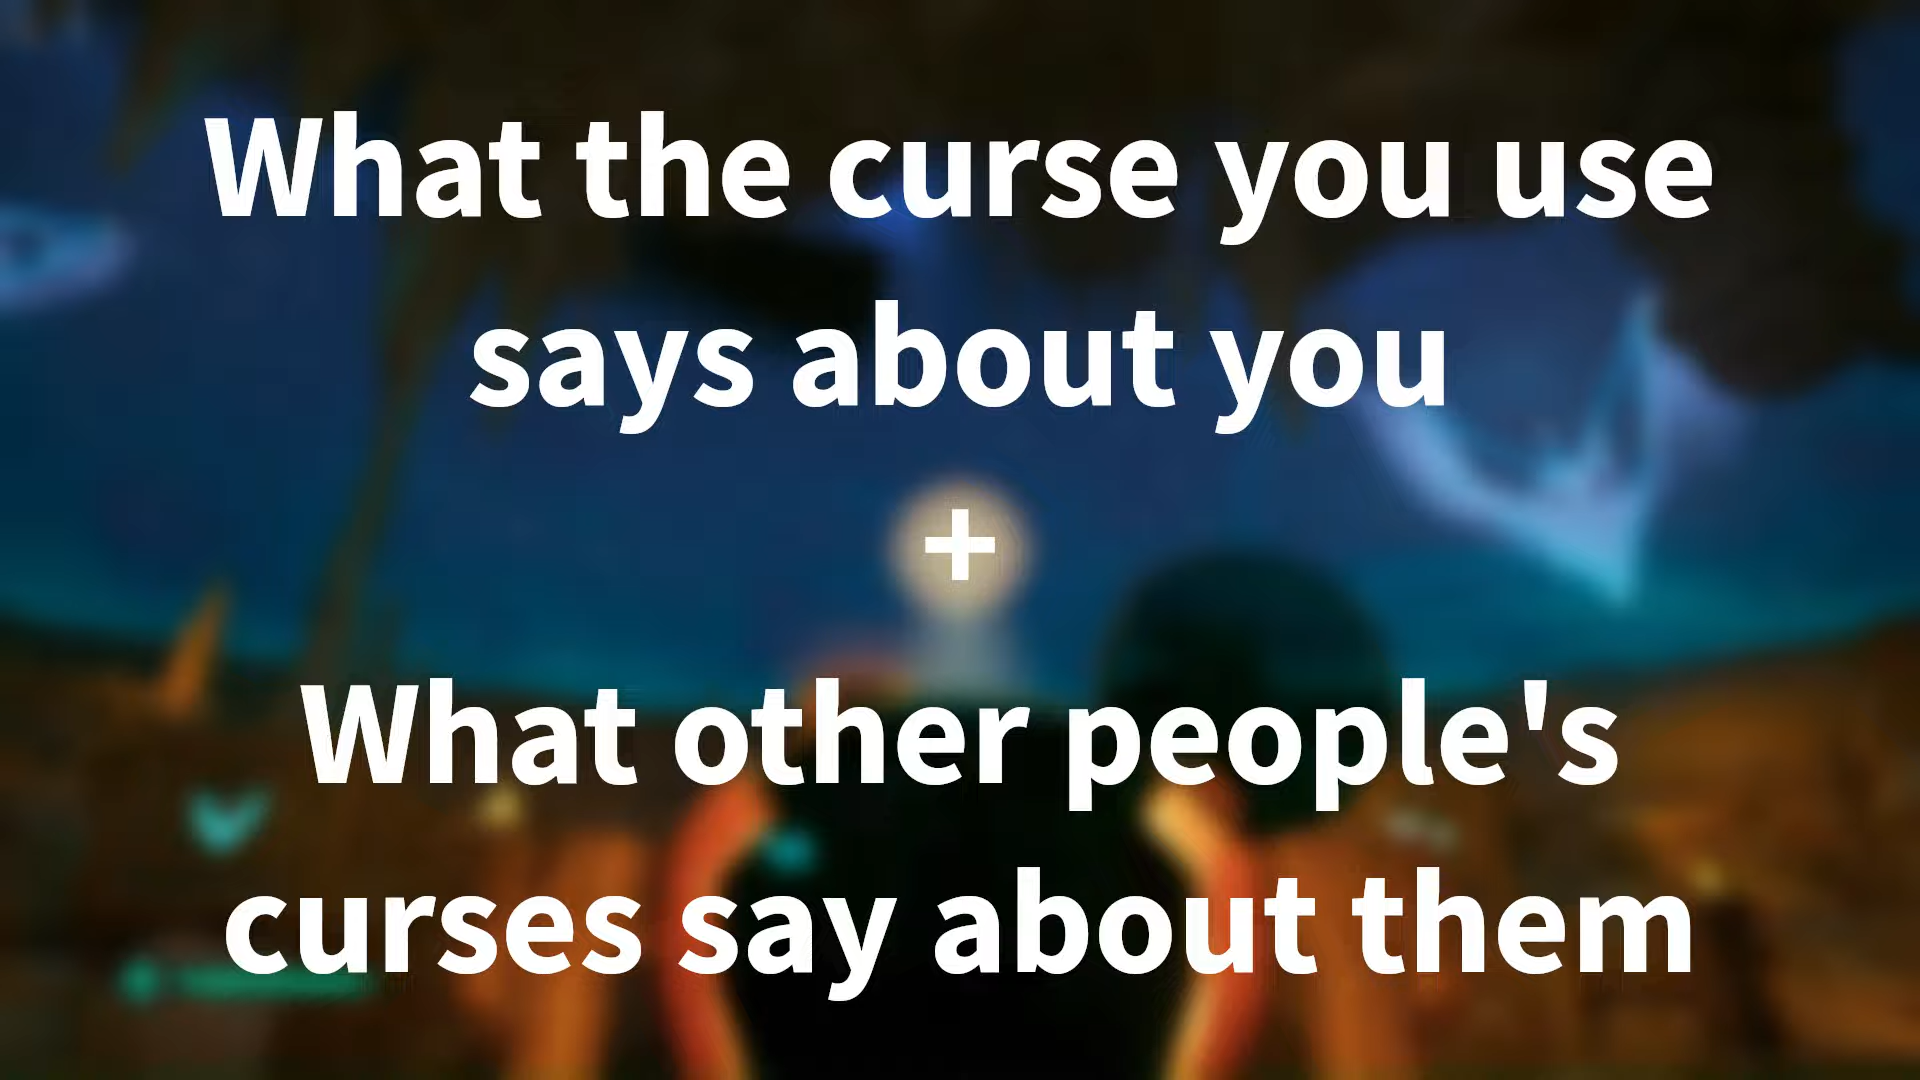 What the curse you use
says about you
+
What other people's
curses say about them